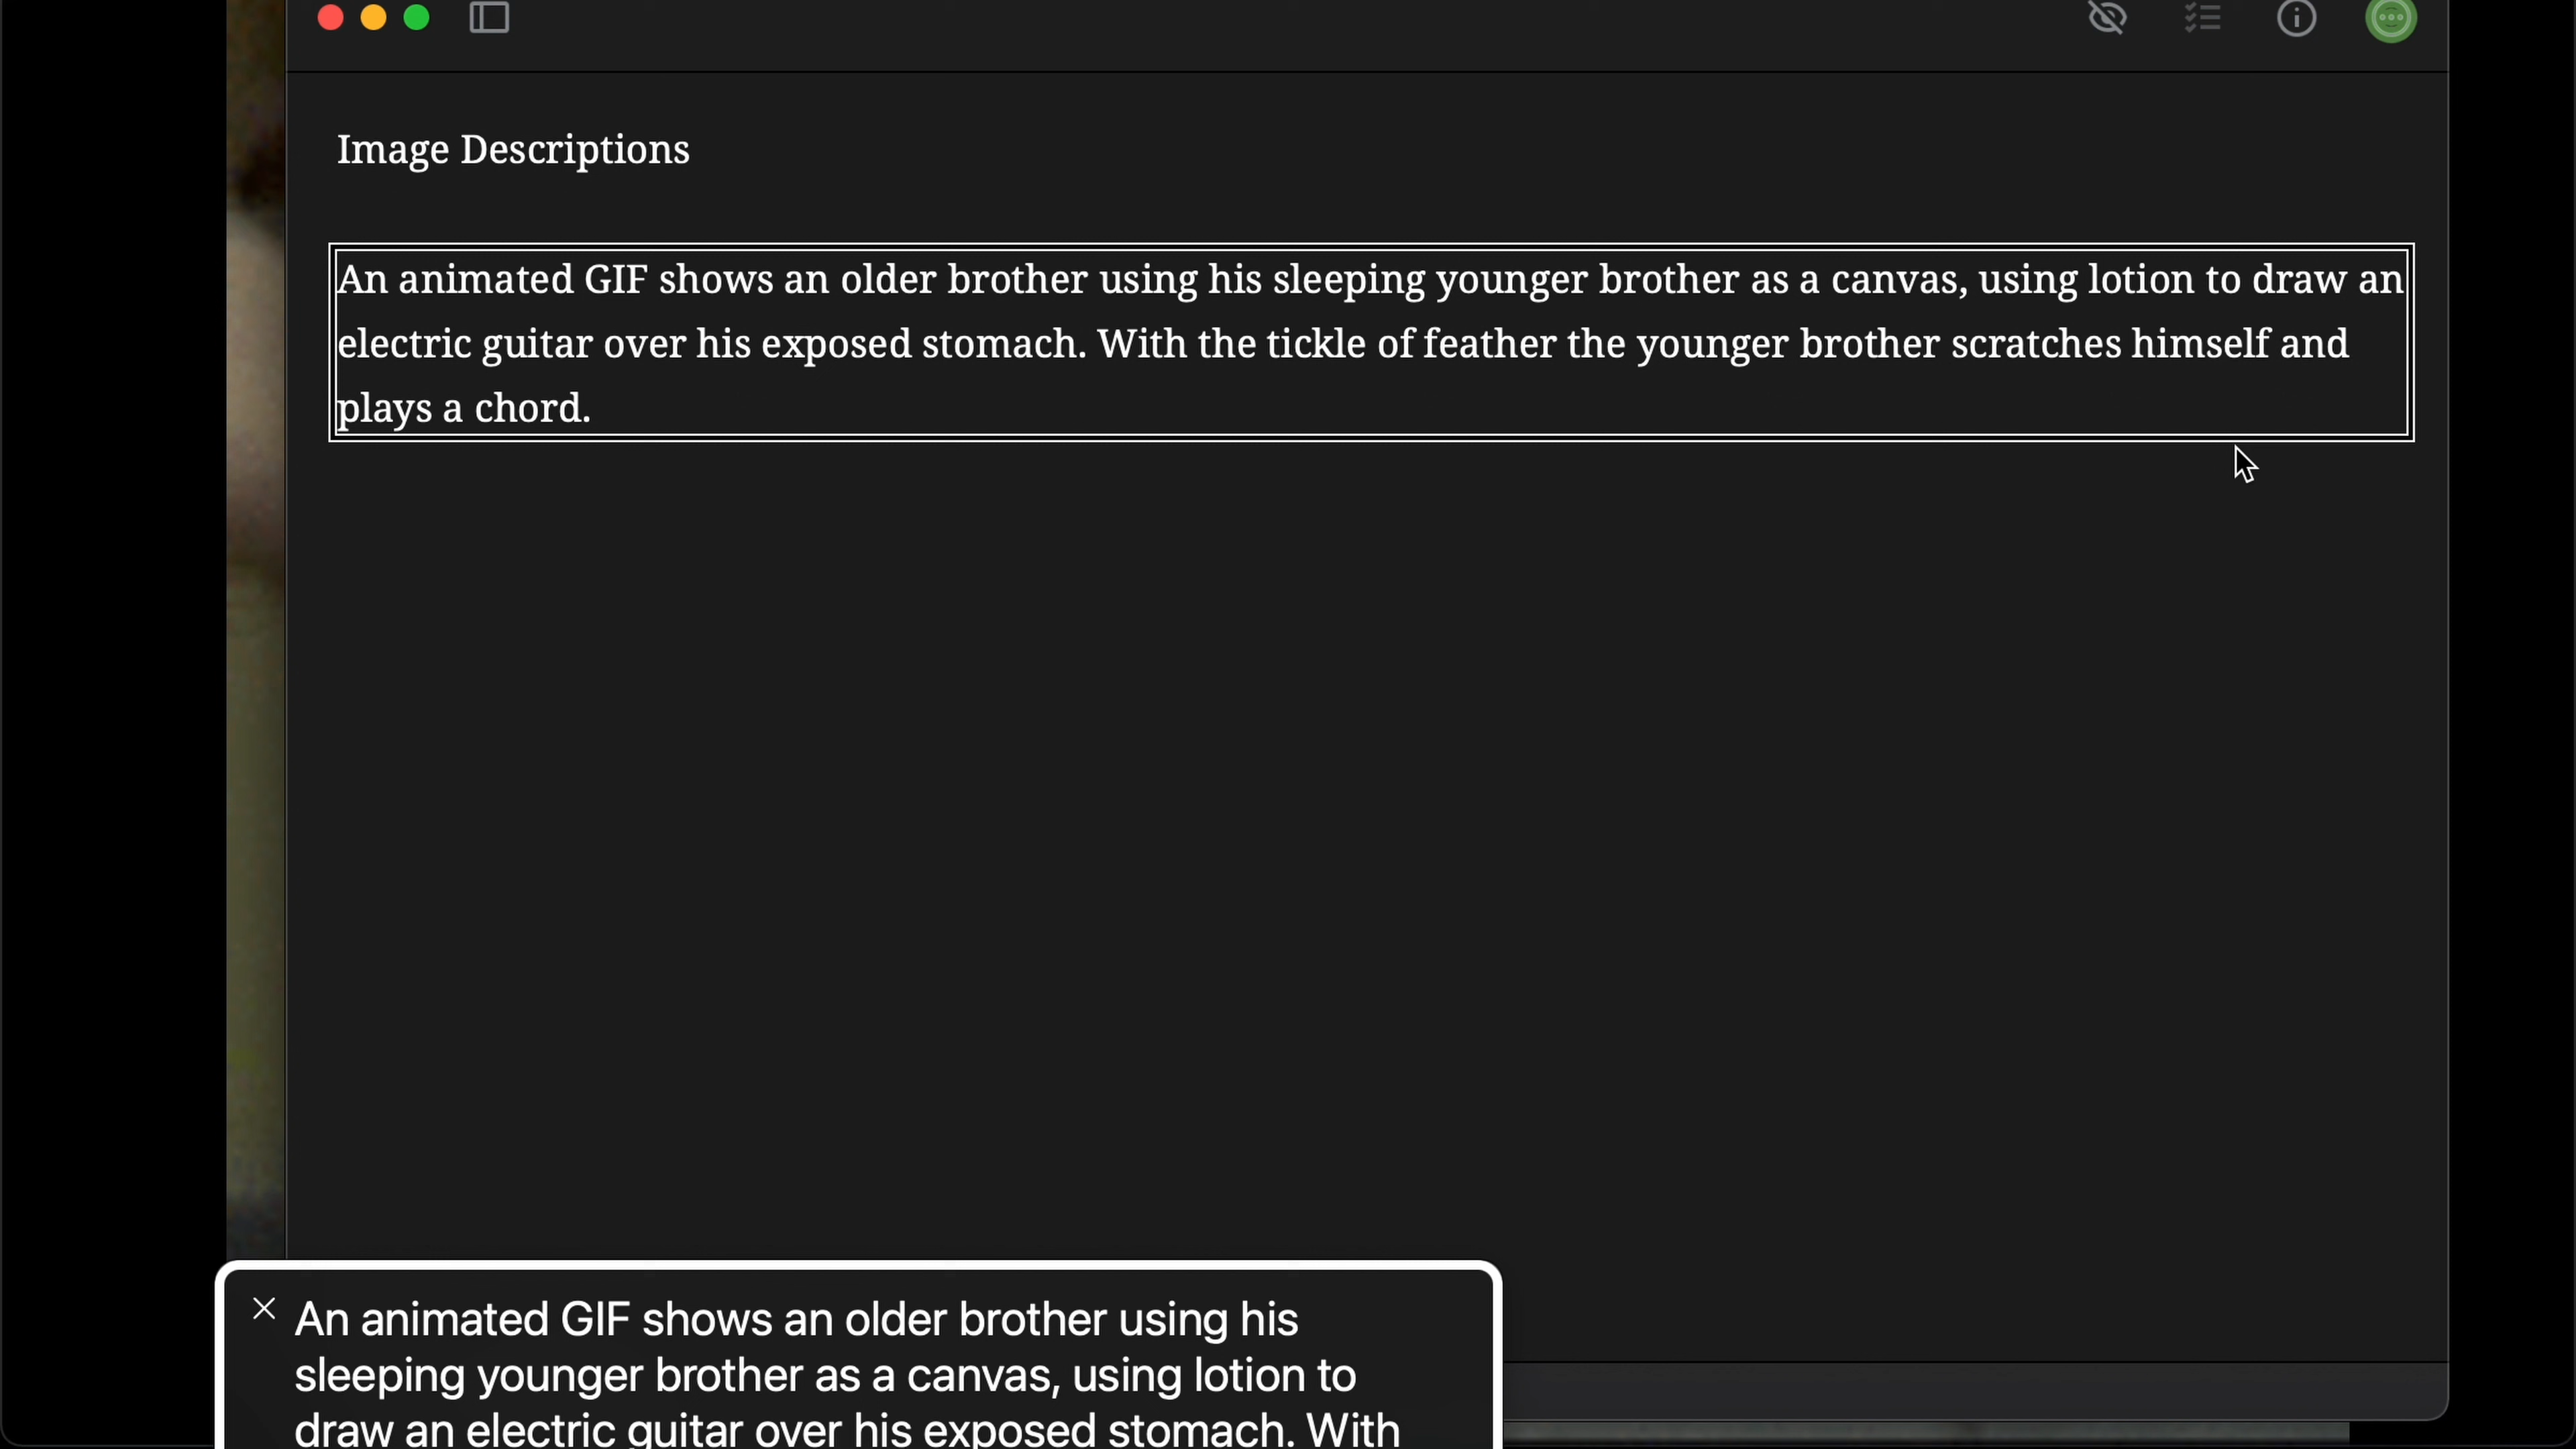 Image Descriptions
An animated GIF shows an older brother using his sleeping younger brother as a canvas, using lotion to draw an
electric guitar over his exposed stomach. With the tickle of feather the younger brother scratches himself and
plays a chord.
An animated GIF shows an older brother using his
sleeping younger brother as a canvas, using lotion to
draw an electric guitar over his exposed stomach. With